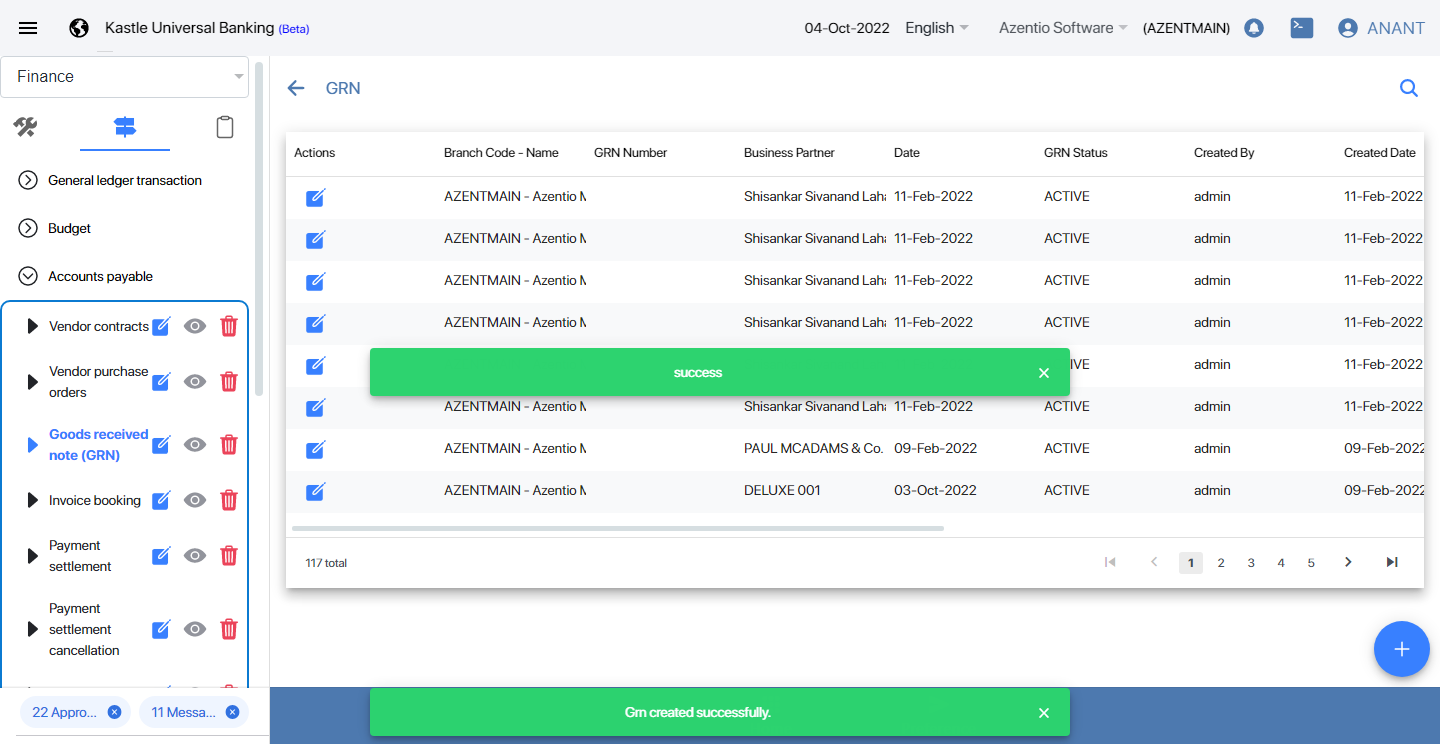 Kastle Universal Banking (Beta)
04-Oct-2022 English Azentio Software (AZENTMAIN) ANANT
Finance
General ledger transaction
Budget
Accounts payable
Vendor contracts
Vendor purchase
orders
Goods received
note (GRN)
Invoice booking
Payment
settlement
Payment
settlement
cancellation
22 Appro...
11 Messa...
GRN
Actions Branch Code - Name GRN Number Business Partner Date GRN Status Created By Created Date
AZENTMAIN - Azentio M Shisankar Sivanand Laha 11-Feb-2022 ACTIVE admin 11-Feb-2022
AZENTMAIN - Azentio M Shisankar Sivanand Laha 11-Feb-2022 ACTIVE admin 11-Feb-2022
AZENTMAIN - Azentio M Shisankar Sivanand Laha 11-Feb-2022 ACTIVE admin 11-Feb-2022
AZENTMAIN - Azentio M Shisankar Sivanand Laha 11-Feb-2022 ACTIVE admin 11-Feb-2022
IVE admin 11-Feb-2022
success
AZENTMAIN - Azentio M Shisankar Sivanand Laha 11-Feb-2022 ACTIVE admin 11-Feb-2022
AZENTMAIN - Azentio M PAUL MCADAMS & Co. 09-Feb-2022 ACTIVE admin 09-Feb-2022
AZENTMAIN - Azentio M DELUXE 001 03-Oct-2022 ACTIVE admin 09-Feb-2022
117 total 1 2 3 4 5
Grn created successfully.